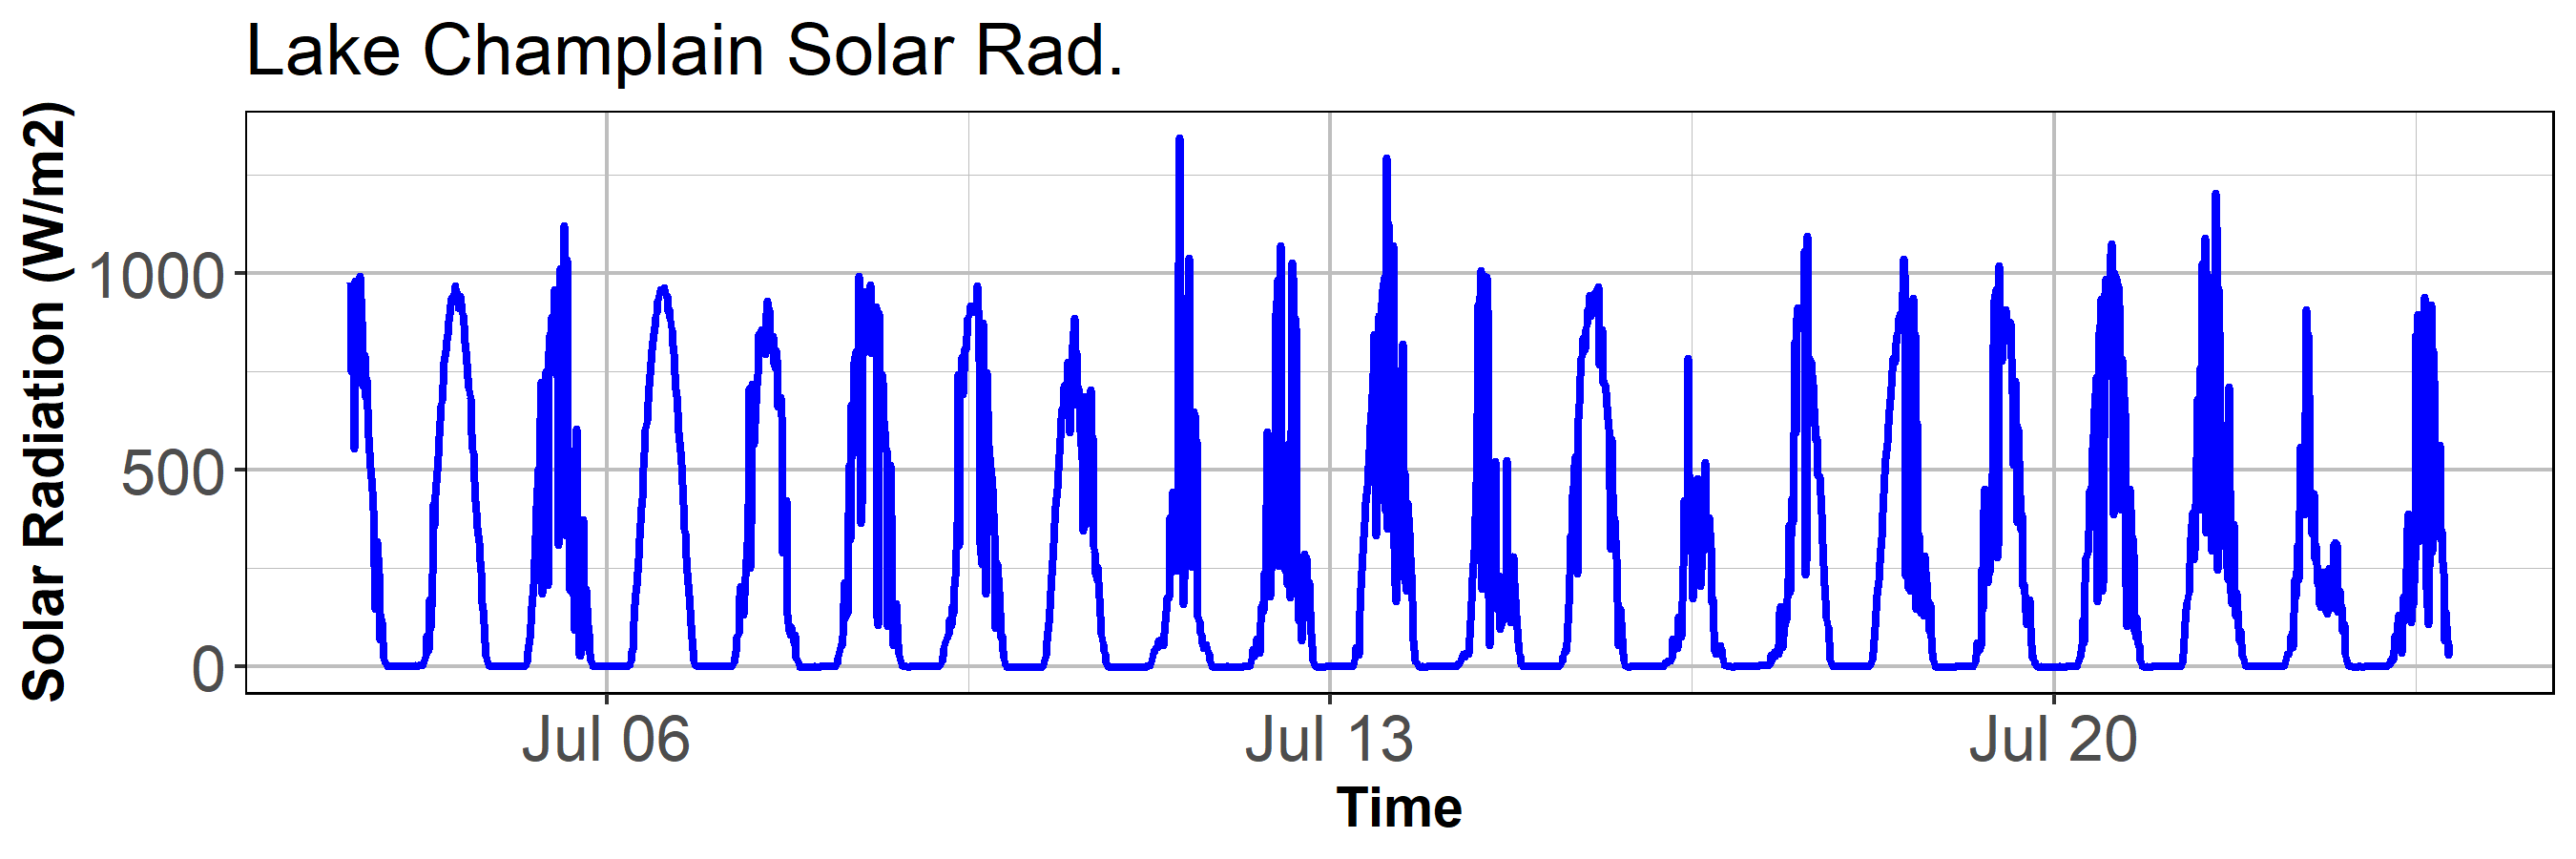 Lake Champlain Solar Rad.
Solar Radiation (W/m2)
1000
500
0
Jul 06
Jul 13
Jul 20
Time